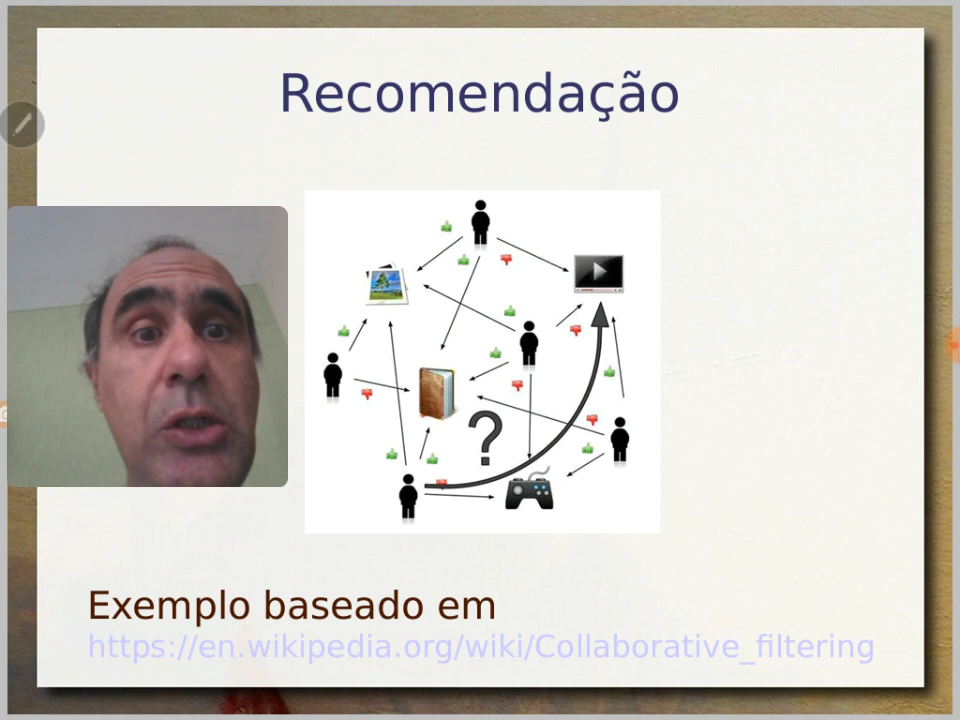 Recomendação
?
Exemplo baseado em
https://en.wikipedia.org/wiki/Collaborative_filtering